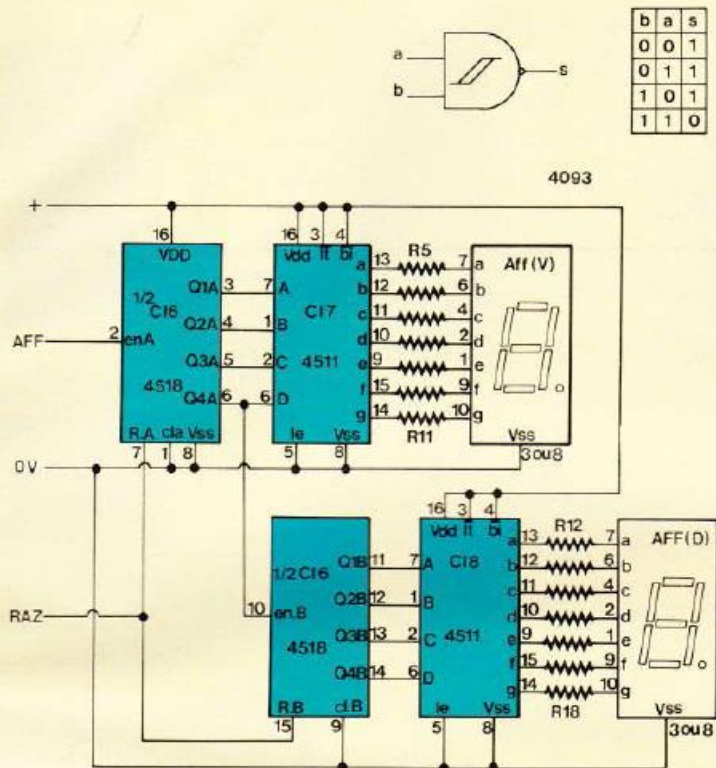 b a s
0 0 1
0 1 1
1 0 1
1 1 0
a
b
s
4093
+
16 16 3 4
VDD Vdd lt bi
1/2 CI6 4518
AFF 2 enA
Q1A 3 7 A
Q2A 4 1 B
Q3A 5 2 C
Q4A 6 6 D
CI7 4511
a 13 R5 7 a
b 12 6 b
c 11 4 c
d 10 2 d
e 9 1 e
f 15 9 f
g 14 R11 10 g
Aff(V)
Vss
3ou8
R.A cla Vss
7 1 8
le Vss
5 8
0V
RAZ
16 3 4
Vdd lt bi
1/2 CI6 4518
10 en.B
Q1B 11 7 A
Q2B 12 1 B
Q3B 13 2 C
Q4B 14 6 D
CI8 4511
a 13 R12 7 a
b 12 6 b
c 11 4 c
d 10 2 d
e 9 1 e
f 15 9 f
g 14 R18 10 g
AFF(D)
Vss
3ou8
R.B cl.B
15 9
le Vss
5 8